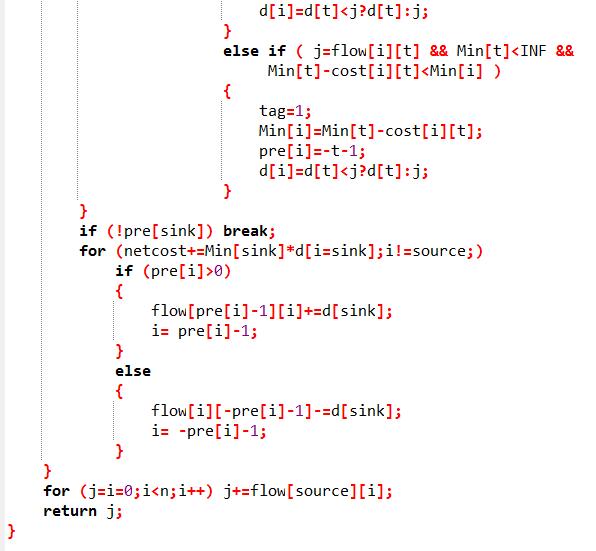 d[i]=d[t]<j?d[t]:j;
}
else if ( j=flow[i][t] && Min[t]<INF &&
Min[t]-cost[i][t]<Min[i] )
{
tag=1;
Min[i]=Min[t]-cost[i][t];
pre[i]=-t-1;
d[i]=d[t]<j?d[t]:j;
}
}
if (!pre[sink]) break;
for (netcost+=Min[sink]*d[i=sink];i!=source;)
if (pre[i]>0)
{
flow[pre[i]-1][i]+=d[sink];
i= pre[i]-1;
}
else
{
flow[i][-pre[i]-1]-=d[sink];
i= -pre[i]-1;
}
}
for (j=i=0;i<n;i++) j+=flow[source][i];
return j;
}